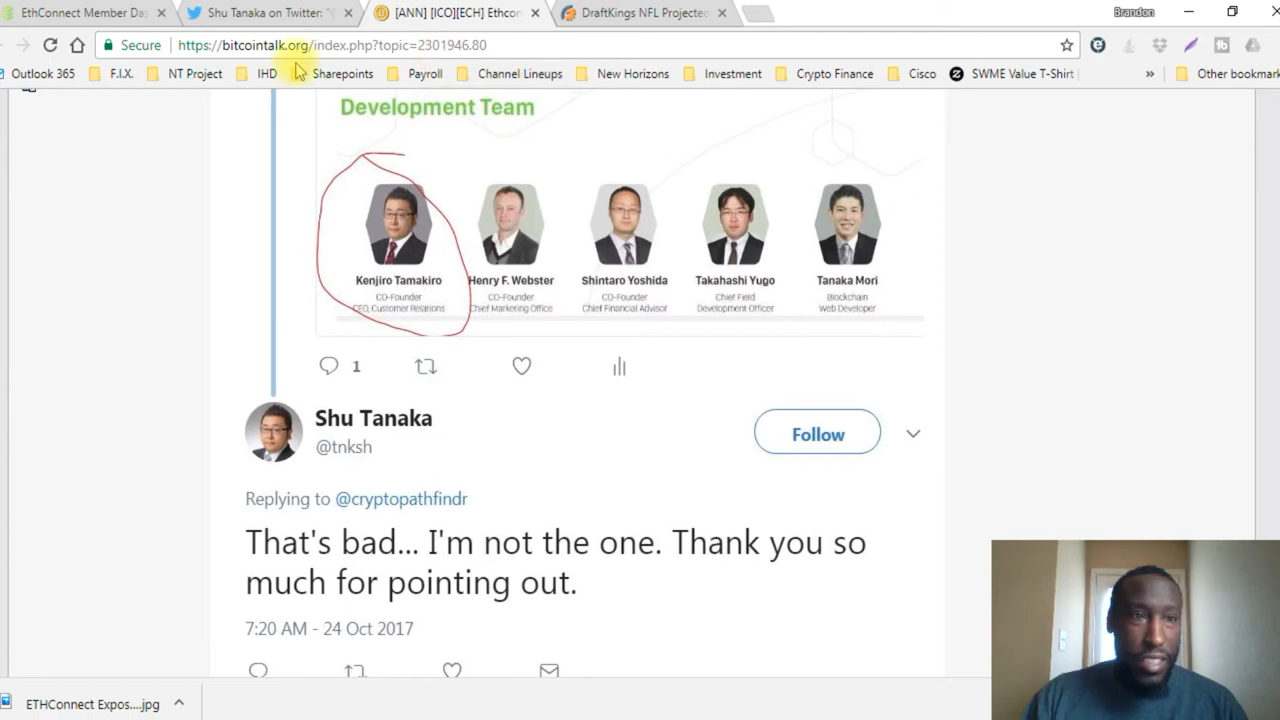 EthConnect Member Das
Shu Tanaka on Twitter: "@
[ANN] [ICO][ECH] Ethcon
DraftKings NFL Projected
Brandon
Secure
https://bitcointalk.org/index.php?topic=2301946.80
Outlook 365
F.I.X.
NT Project
IHD
Sharepoints
Payroll
Channel Lineups
New Horizons
Investment
Crypto Finance
Cisco
SWME Value T-Shirt
»
Other bookmar
Development Team
Kenjiro Tamakiro
Henry F. Webster
Shintaro Yoshida
Takahashi Yugo
Tanaka Mori
CO-Founder
CO-Founder
CO-Founder
Chief Field
Blockchain
CEO, Customer Relations
Chief Marketing Office
Chief Financial Advisor
Development Officer
Web Developer
1
Shu Tanaka
@tnksh
Follow
Replying to @cryptopathfindr
That's bad... I'm not the one. Thank you so
much for pointing out.
7:20 AM - 24 Oct 2017
ETHConnect Expos....jpg